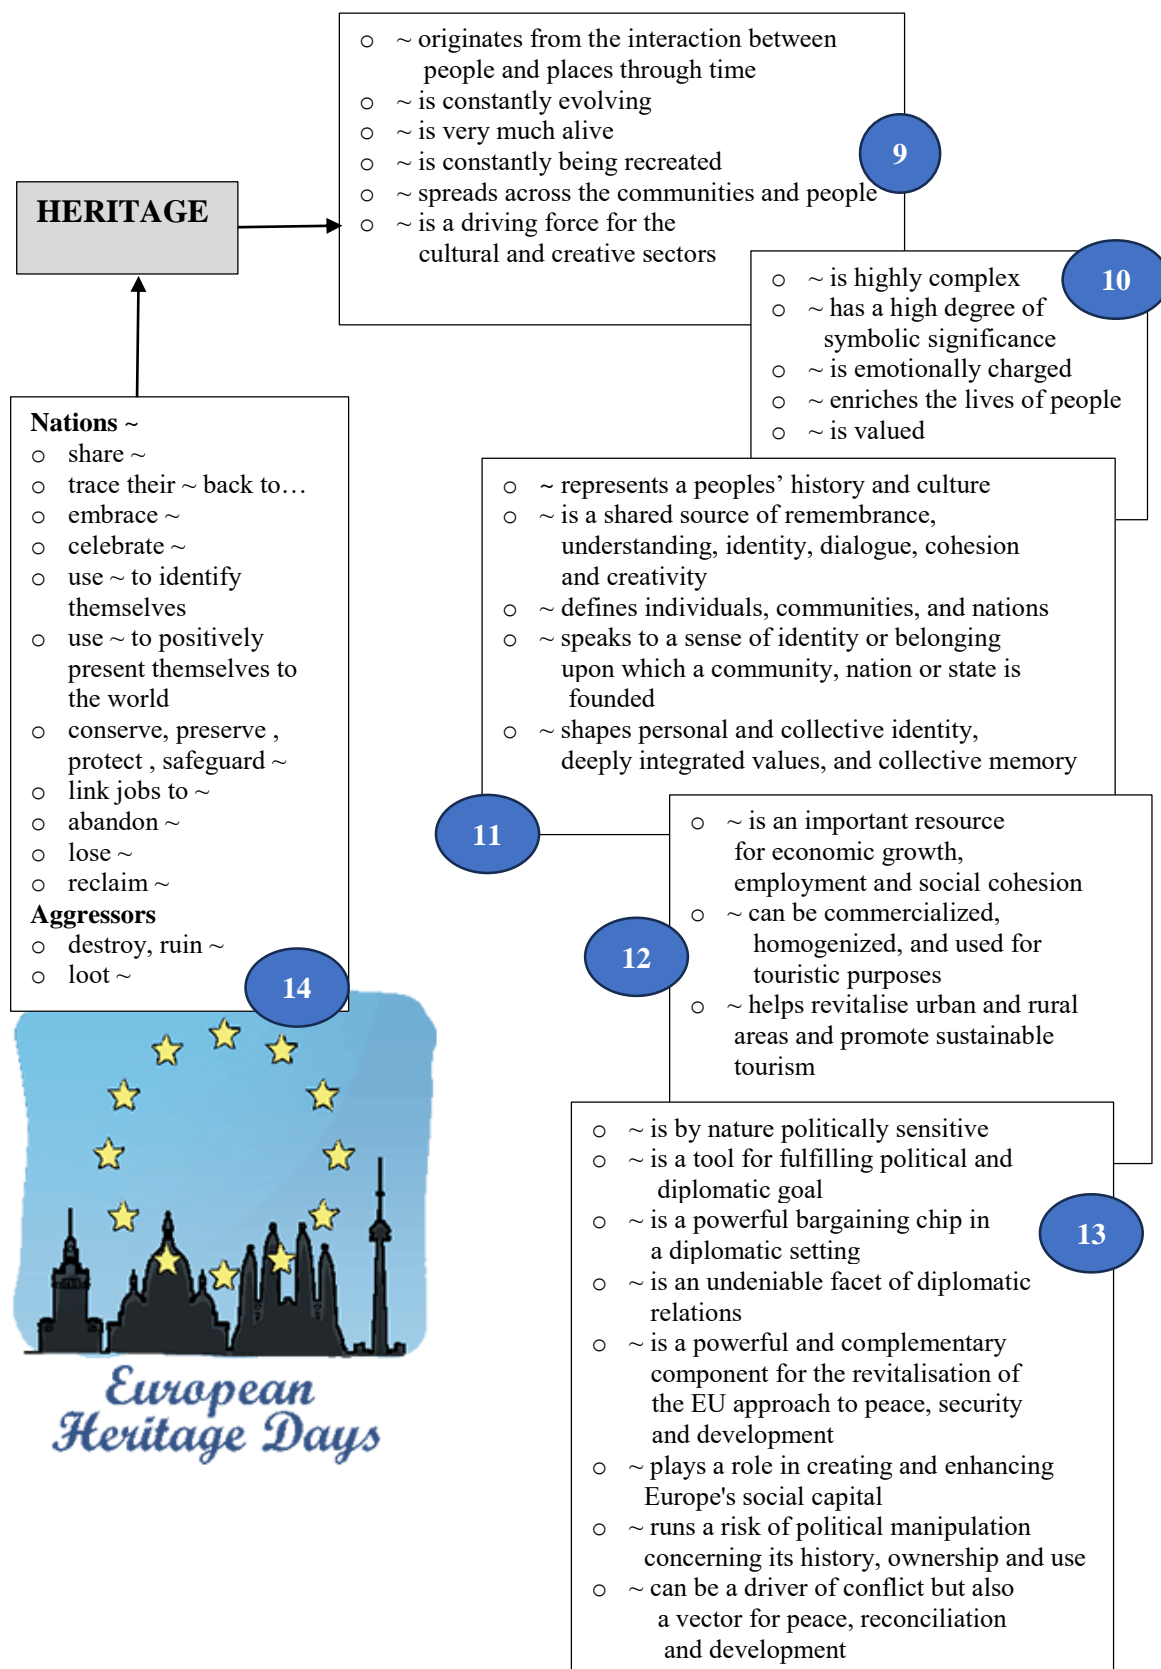 ○ ~ originates from the interaction between
people and places through time
○ ~ is constantly evolving
○ ~ is very much alive
○ ~ is constantly being recreated
○ ~ spreads across the communities and people
○ ~ is a driving force for the
cultural and creative sectors
9
HERITAGE
○ ~ is highly complex
○ ~ has a high degree of
symbolic significance
○ ~ is emotionally charged
○ ~ enriches the lives of people
○ ~ is valued
10
○ ~ represents a peoples’ history and culture
○ ~ is a shared source of remembrance,
understanding, identity, dialogue, cohesion
and creativity
○ ~ defines individuals, communities, and nations
○ ~ speaks to a sense of identity or belonging
upon which a community, nation or state is
founded
○ ~ shapes personal and collective identity,
deeply integrated values, and collective memory
11
○ ~ is an important resource
for economic growth,
employment and social cohesion
○ ~ can be commercialized,
homogenized, and used for
touristic purposes
○ ~ helps revitalise urban and rural
areas and promote sustainable
tourism
12
○ ~ is by nature politically sensitive
○ ~ is a tool for fulfilling political and
diplomatic goal
○ ~ is a powerful bargaining chip in
a diplomatic setting
○ ~ is an undeniable facet of diplomatic
relations
○ ~ is a powerful and complementary
component for the revitalisation of
the EU approach to peace, security
and development
○ ~ plays a role in creating and enhancing
Europe's social capital
○ ~ runs a risk of political manipulation
concerning its history, ownership and use
○ ~ can be a driver of conflict but also
a vector for peace, reconciliation
and development
13
Nations ~
○ share ~
○ trace their ~ back to…
○ embrace ~
○ celebrate ~
○ use ~ to identify
themselves
○ use ~ to positively
present themselves to
the world
○ conserve, preserve ,
protect , safeguard ~
○ link jobs to ~
○ abandon ~
○ lose ~
○ reclaim ~
Aggressors
○ destroy, ruin ~
○ loot ~
14
European
Heritage Days